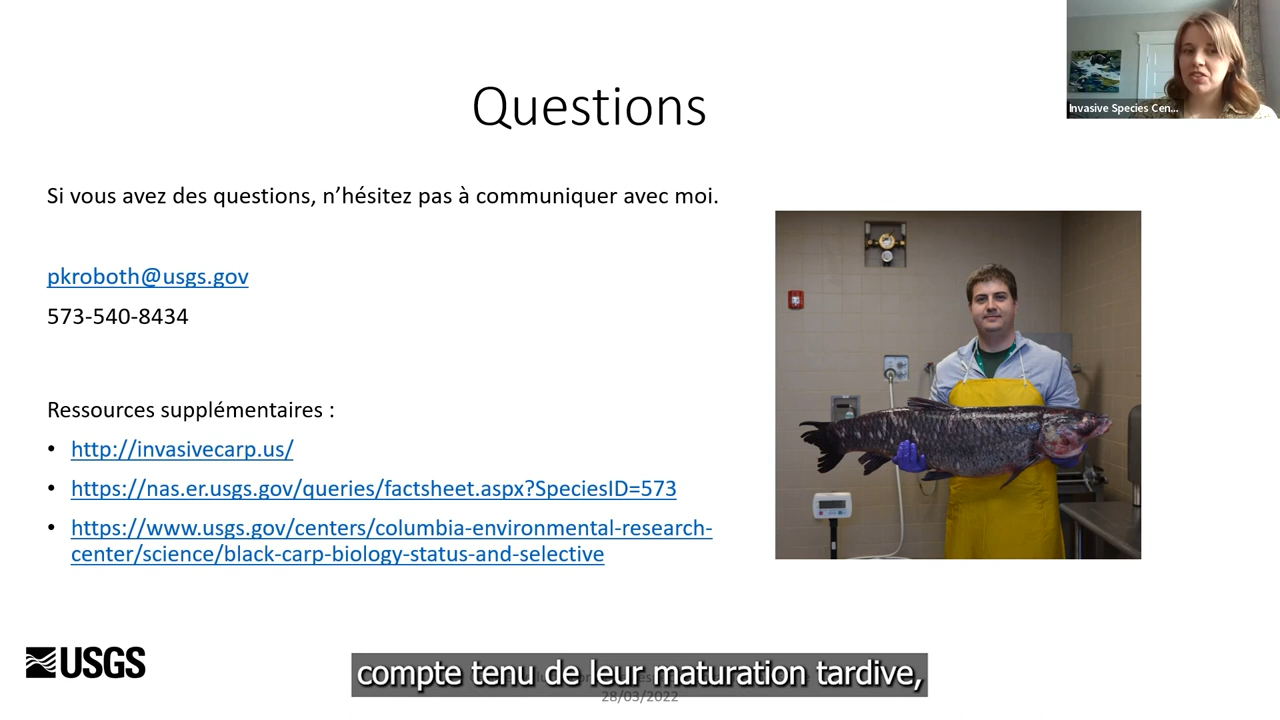 Invasive Species Cen...
Questions
Si vous avez des questions, n’hésitez pas à communiquer avec moi.
pkroboth@usgs.gov
573-540-8434
Ressources supplémentaires :
• http://invasivecarp.us/
• https://nas.er.usgs.gov/queries/factsheet.aspx?SpeciesID=573
• https://www.usgs.gov/centers/columbia-environmental-research-
center/science/black-carp-biology-status-and-selective
USGS
compte tenu de leur maturation tardive,
28/03/2022